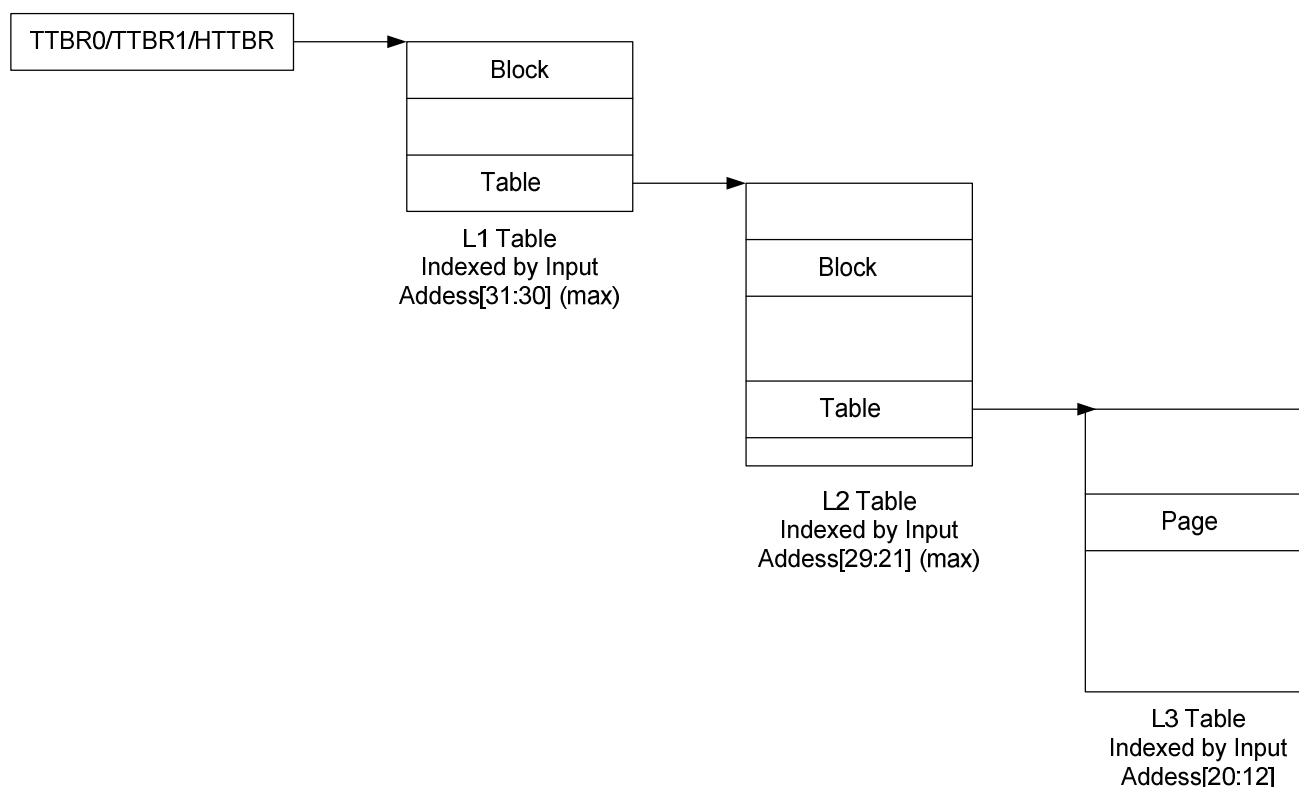 TTBR0/TTBR1/HTTBR
Block
Table
L1 Table
Indexed by Input
Addess[31:30] (max)
Block
Table
L2 Table
Indexed by Input
Addess[29:21] (max)
Page
L3 Table
Indexed by Input
Addess[20:12]